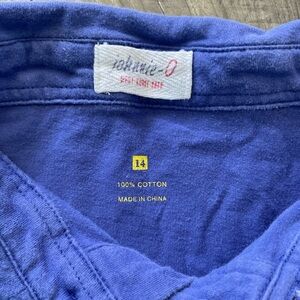 johnnie-O
WEST COAST PREP
14
100% COTTON
MADE IN CHINA